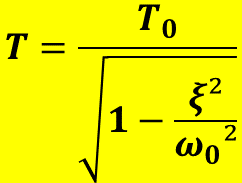 T = T₀ / √(1 − ξ² / ω₀²)